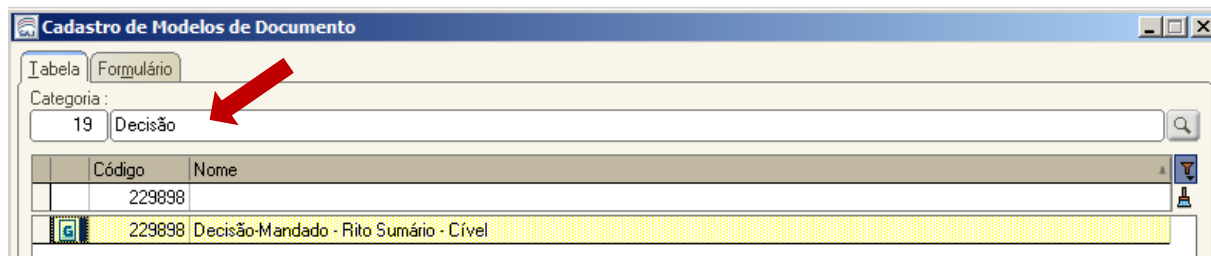 Cadastro de Modelos de Documento
Tabela Formulário
Categoria :
19 Decisão
Código Nome
229898
G 229898 Decisão-Mandado - Rito Sumário - Cível